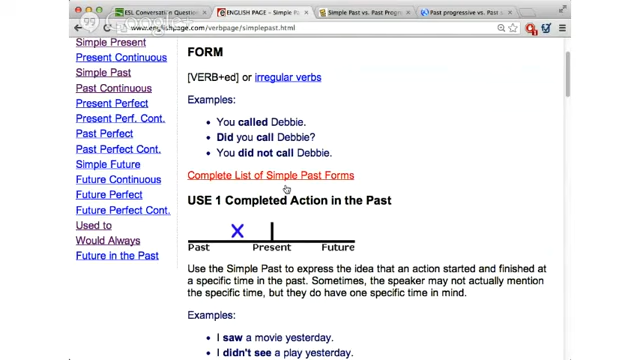 Google+
ESL Conversation Questio
ENGLISH PAGE – Simple Pa
Simple Past vs. Past Progre
Past progressive vs. Past s
www.englishpage.com/verbpage/simplepast.html
Simple Present
Present Continuous
Simple Past
Past Continuous
Present Perfect
Present Perf. Cont.
Past Perfect
Past Perfect Cont.
Simple Future
Future Continuous
Future Perfect
Future Perfect Cont.
Used to
Would Always
Future in the Past
FORM
[VERB+ed] or irregular verbs
Examples:
• You called Debbie.
• Did you call Debbie?
• You did not call Debbie.
Complete List of Simple Past Forms
USE 1 Completed Action in the Past
X
Past Present Future
Use the Simple Past to express the idea that an action started and finished at
a specific time in the past. Sometimes, the speaker may not actually mention
the specific time, but they do have one specific time in mind.
Examples:
• I saw a movie yesterday.
• I didn't see a play yesterday.